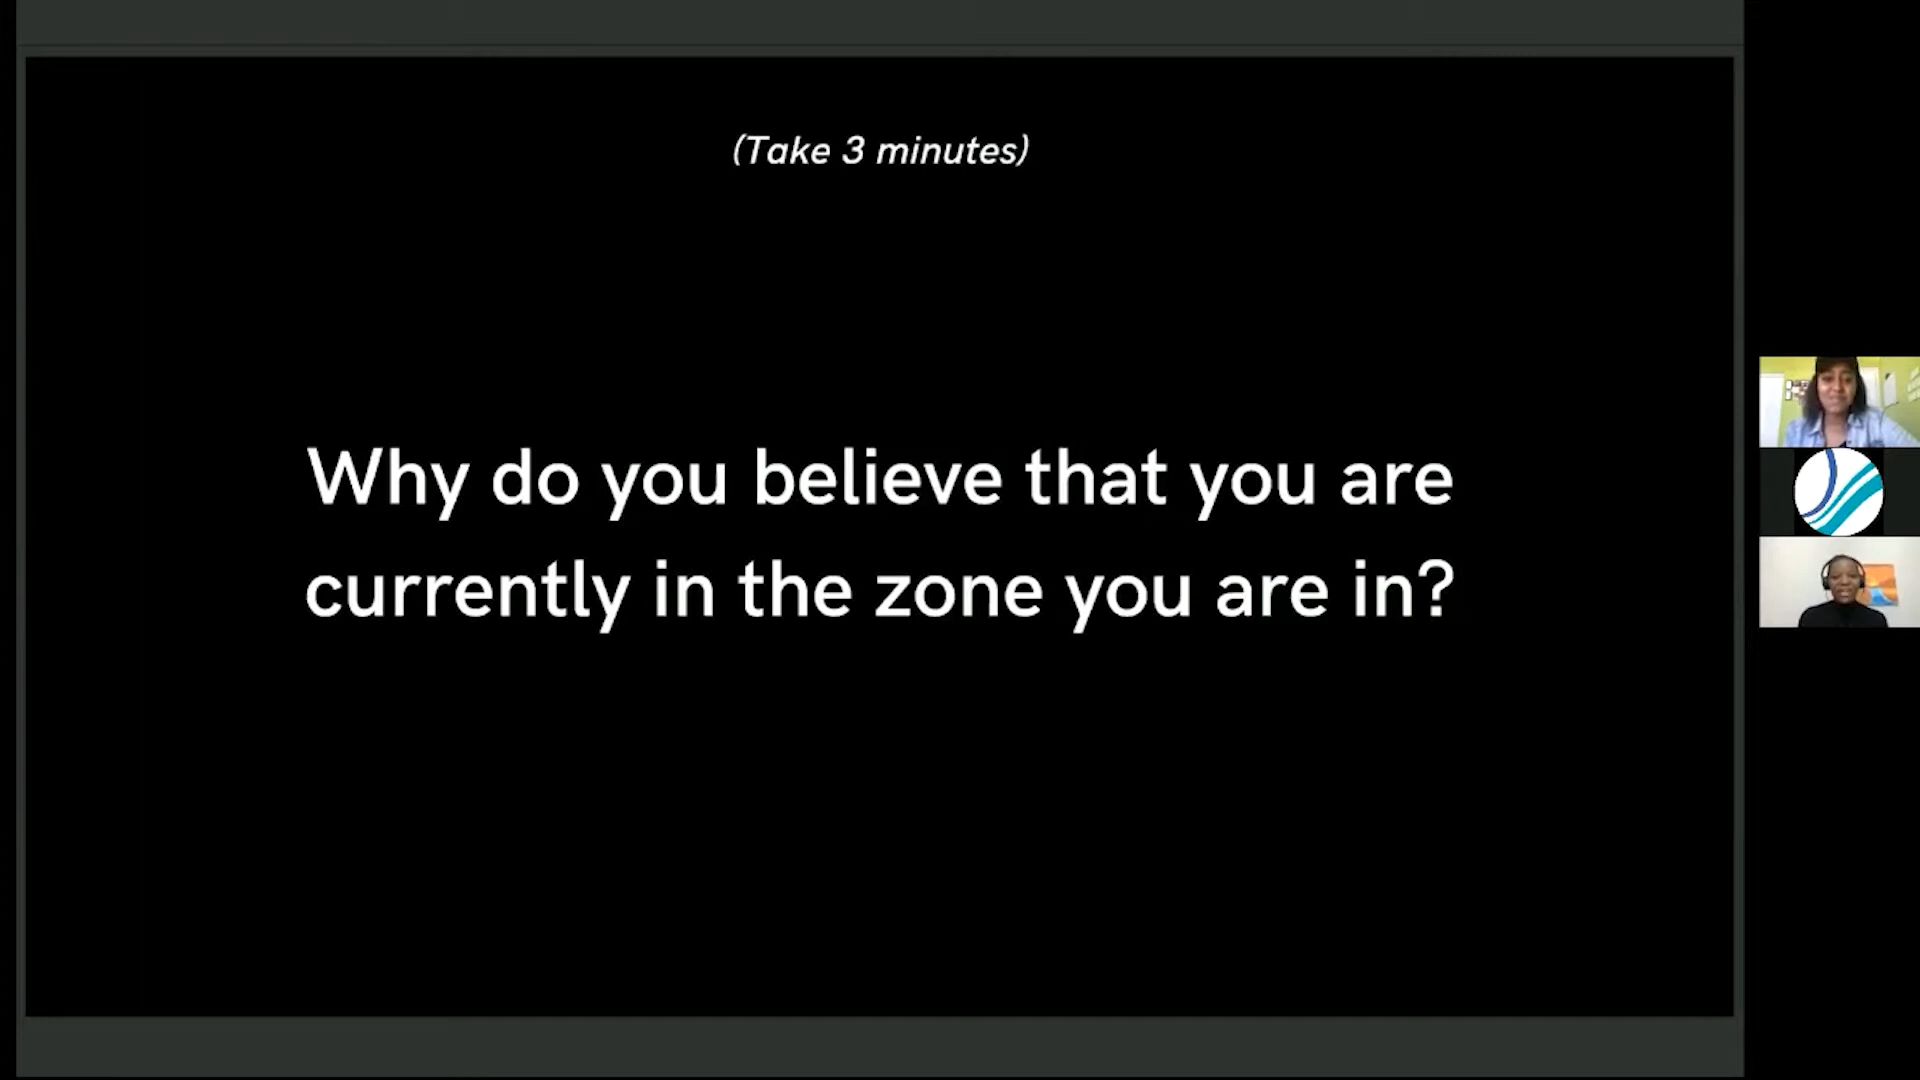 (Take 3 minutes)
Why do you believe that you are
currently in the zone you are in?